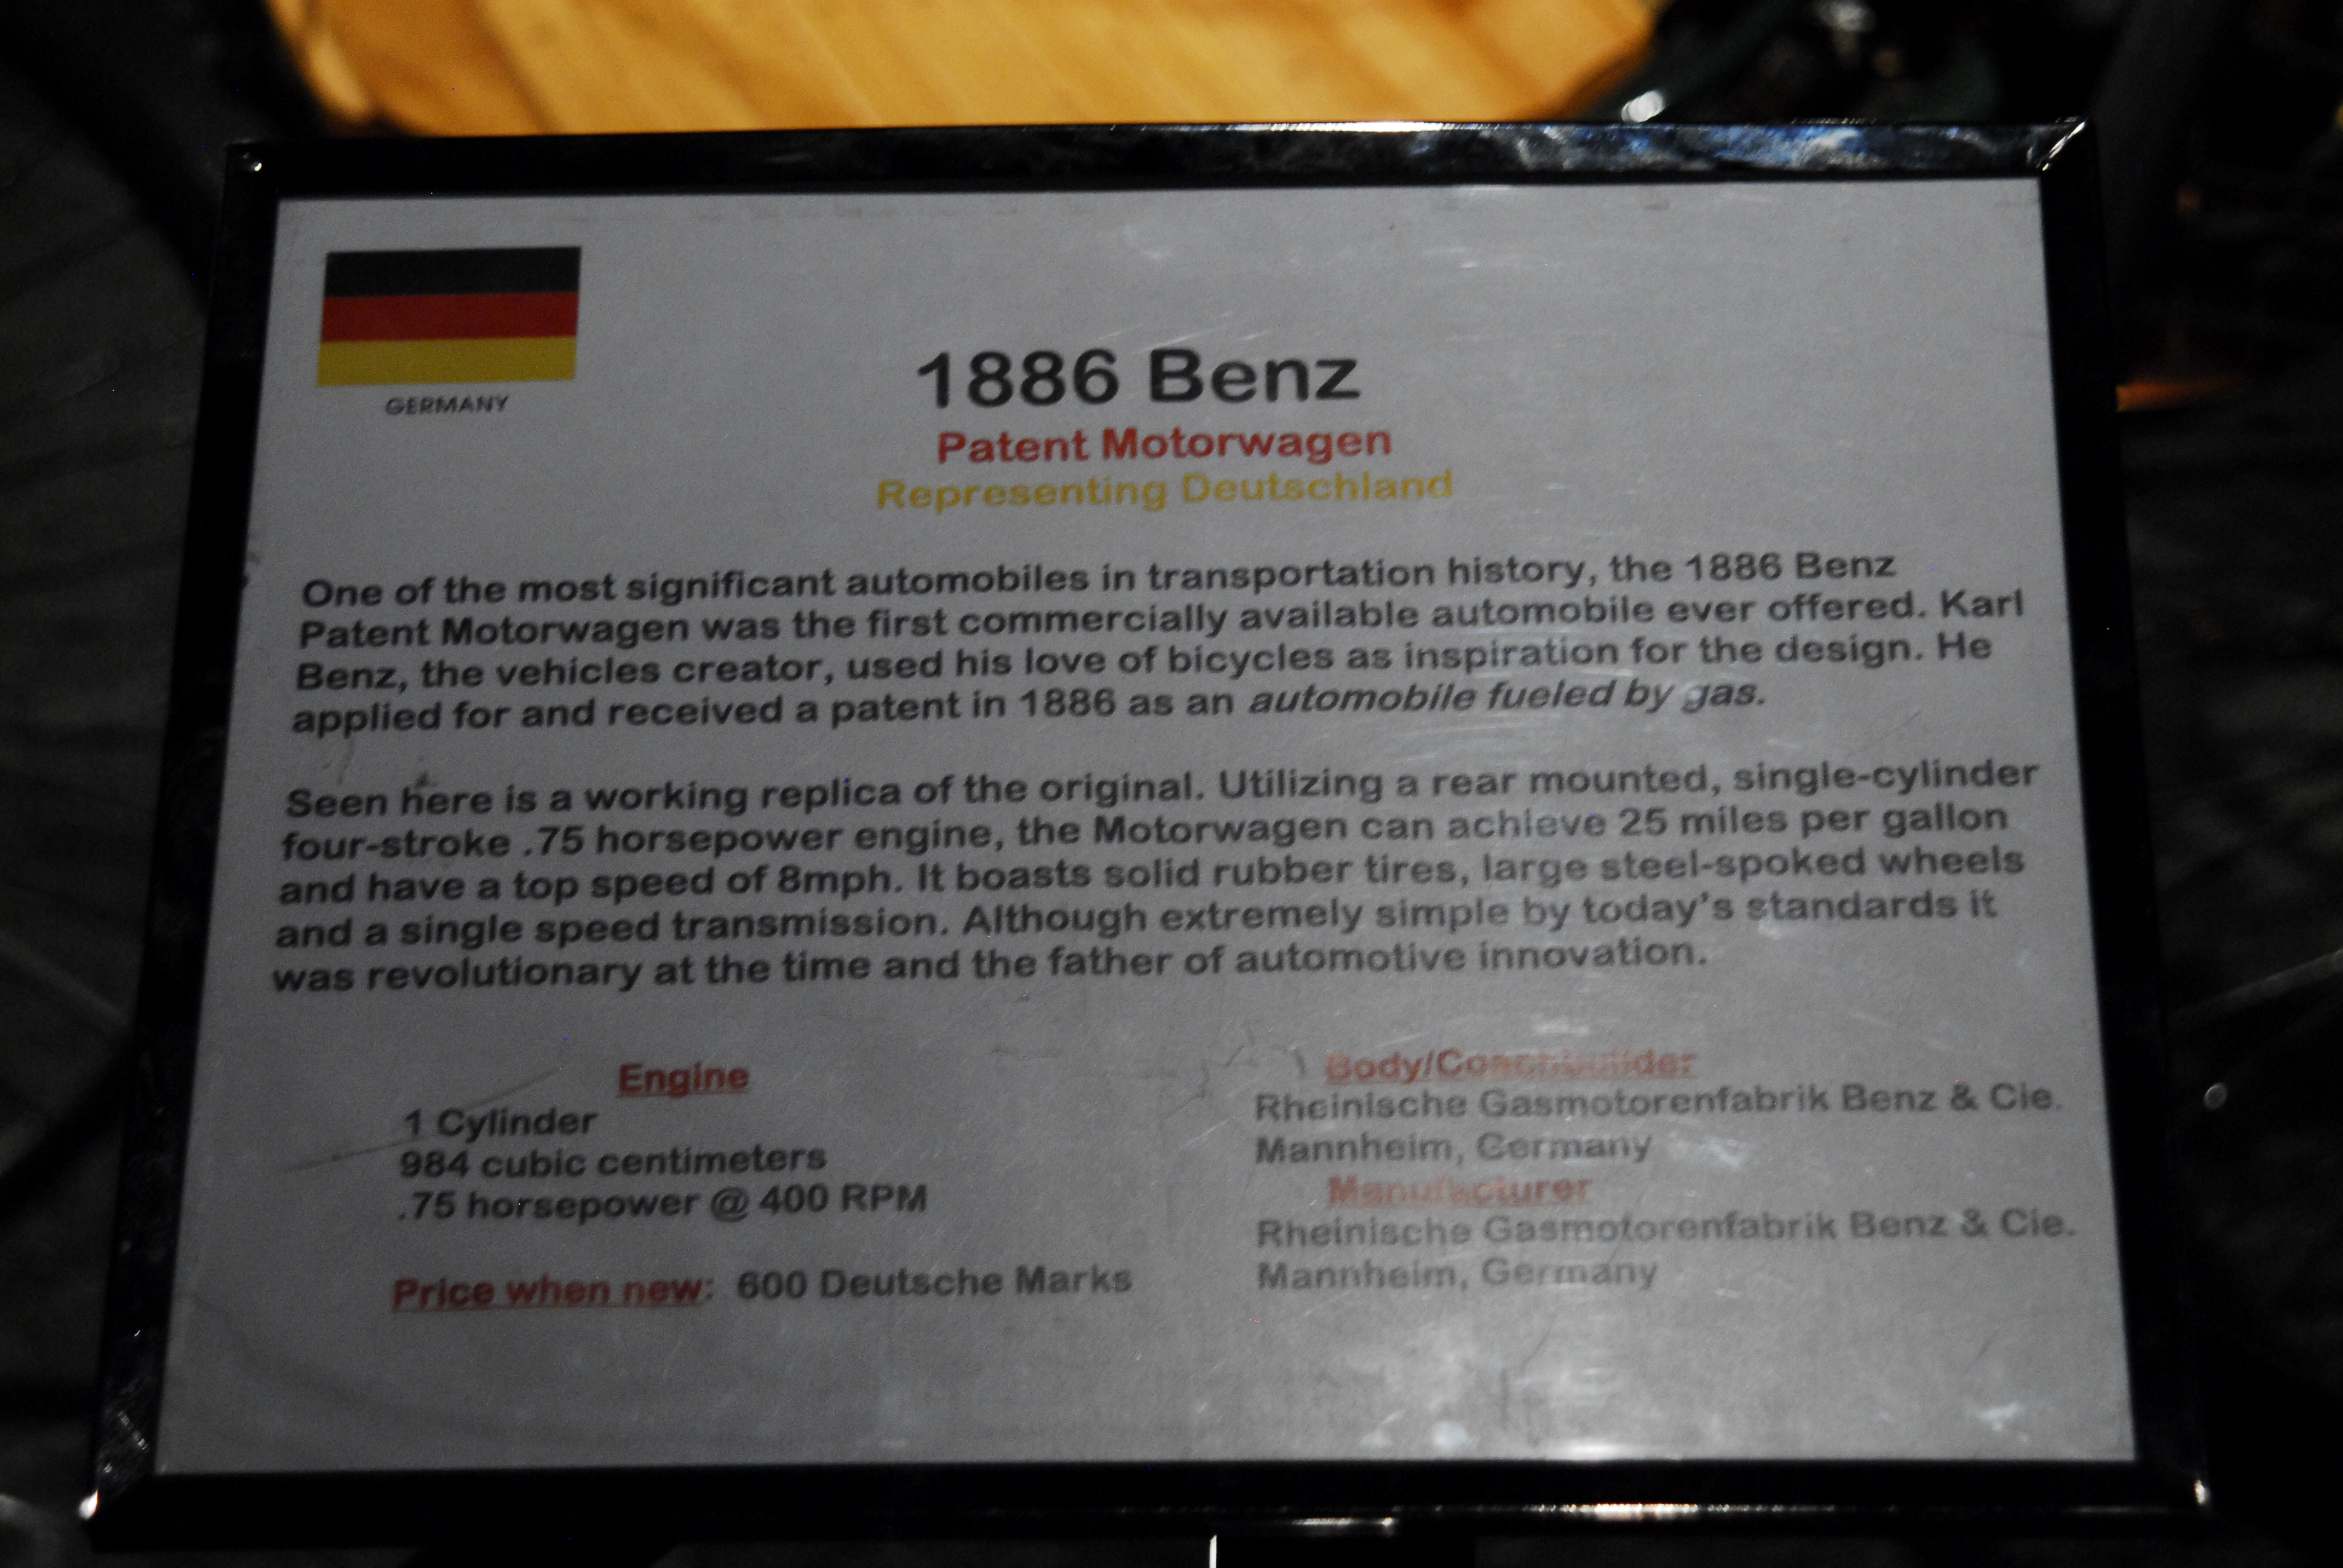 GERMANY
1886 Benz
Patent Motorwagen
Representing Deutschland
One of the most significant automobiles in transportation history, the 1886 Benz
Patent Motorwagen was the first commercially available automobile ever offered. Karl
Benz, the vehicles creator, used his love of bicycles as inspiration for the design. He
applied for and received a patent in 1886 as an automobile fueled by gas.
Seen here is a working replica of the original. Utilizing a rear mounted, single-cylinder
four-stroke .75 horsepower engine, the Motorwagen can achieve 25 miles per gallon
and have a top speed of 8mph. It boasts solid rubber tires, large steel-spoked wheels
and a single speed transmission. Although extremely simple by today's standards it
was revolutionary at the time and the father of automotive innovation.
Engine
1 Cylinder
984 cubic centimeters
.75 horsepower @ 400 RPM
Price when new: 600 Deutsche Marks
Body/Coachbuilder
Rheinische Gasmotorenfabrik Benz & Cie.
Mannheim, Germany
Manufacturer
Rheinische Gasmotorenfabrik Benz & Cie.
Mannheim, Germany